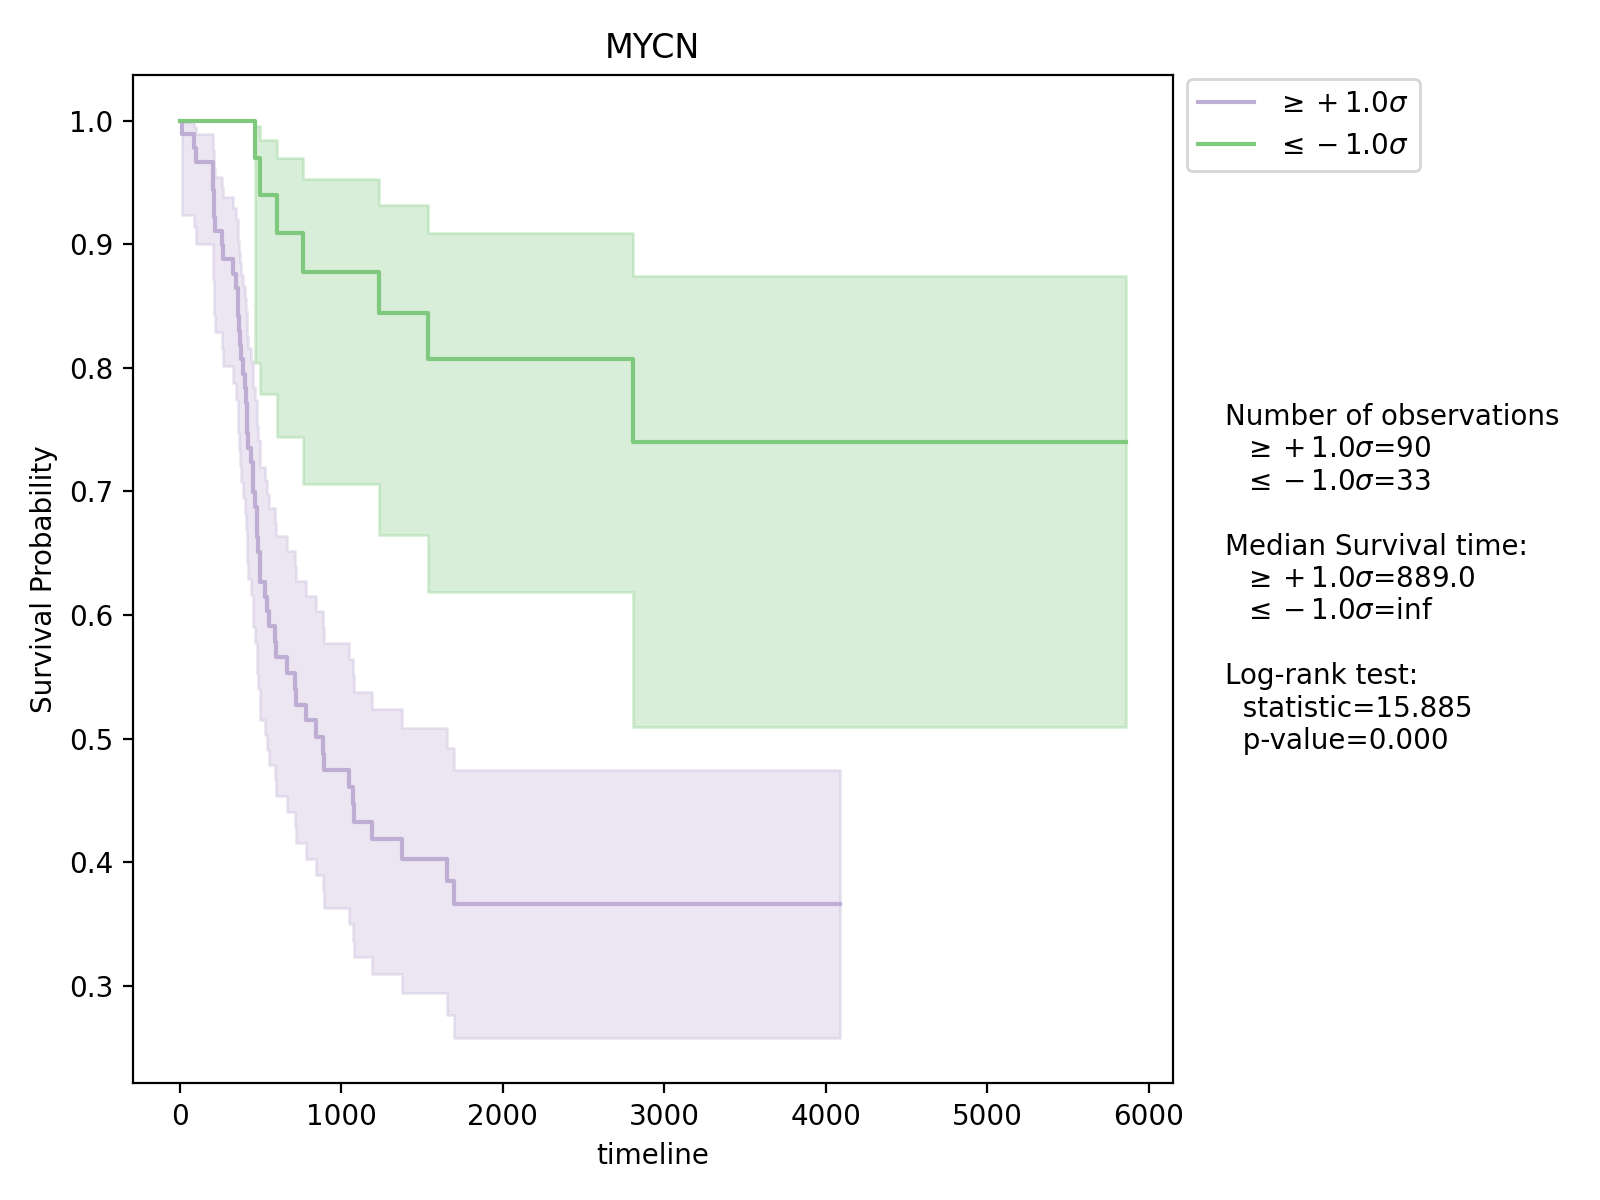 MYCN
≥ +1.0σ
≤ −1.0σ
1.0
0.9
0.8
0.7
0.6
0.5
0.4
0.3
Survival Probability
0 1000 2000 3000 4000 5000 6000
timeline
Number of observations
≥ +1.0σ=90
≤ −1.0σ=33
Median Survival time:
≥ +1.0σ=889.0
≤ −1.0σ=inf
Log-rank test:
statistic=15.885
p-value=0.000